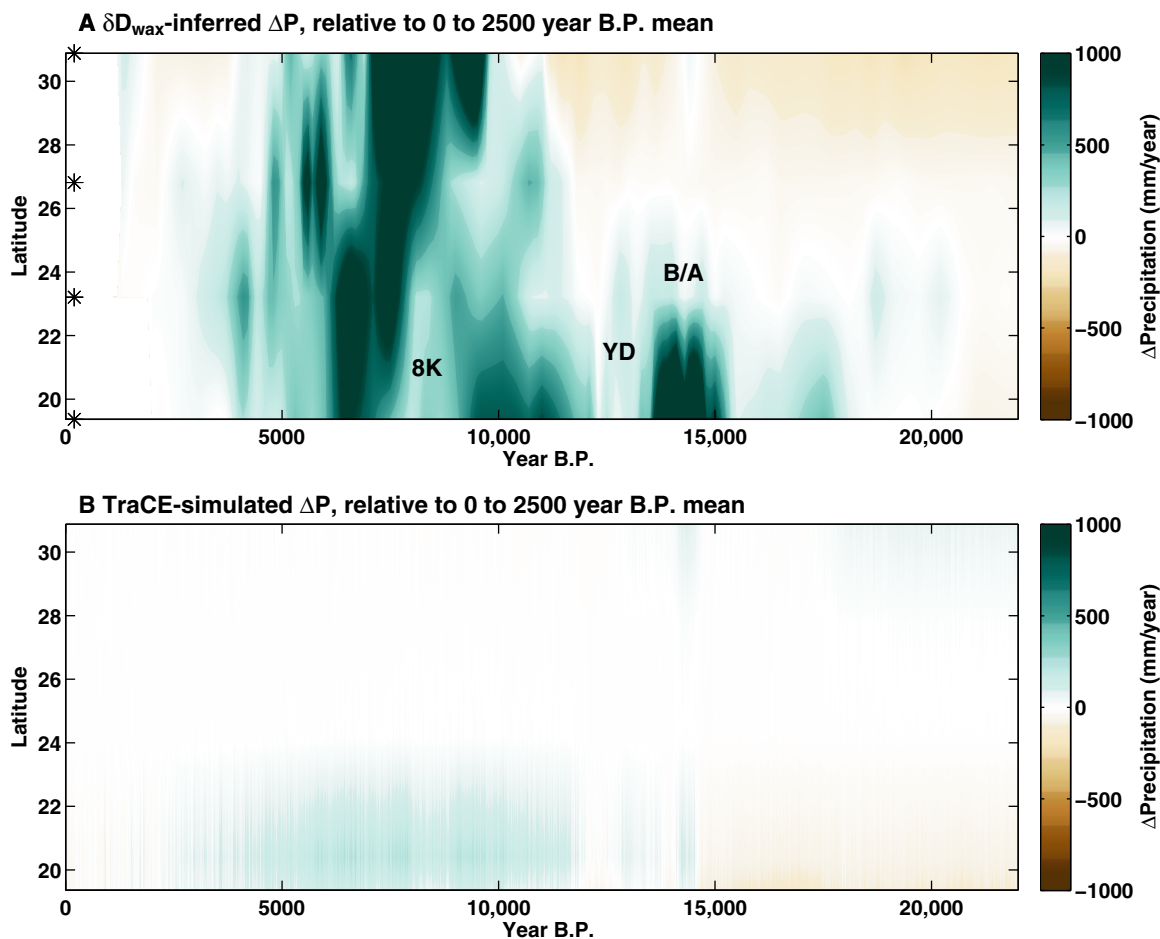 A δDwax-inferred ΔP, relative to 0 to 2500 year B.P. mean
30
28
26
24
22
20
Latitude
B/A
YD
8K
0 5000 10,000 15,000 20,000
Year B.P.
1000
500
0
−500
−1000
ΔPrecipitation (mm/year)
B TraCE-simulated ΔP, relative to 0 to 2500 year B.P. mean
30
28
26
24
22
20
Latitude
0 5000 10,000 15,000 20,000
Year B.P.
1000
500
0
−500
−1000
ΔPrecipitation (mm/year)